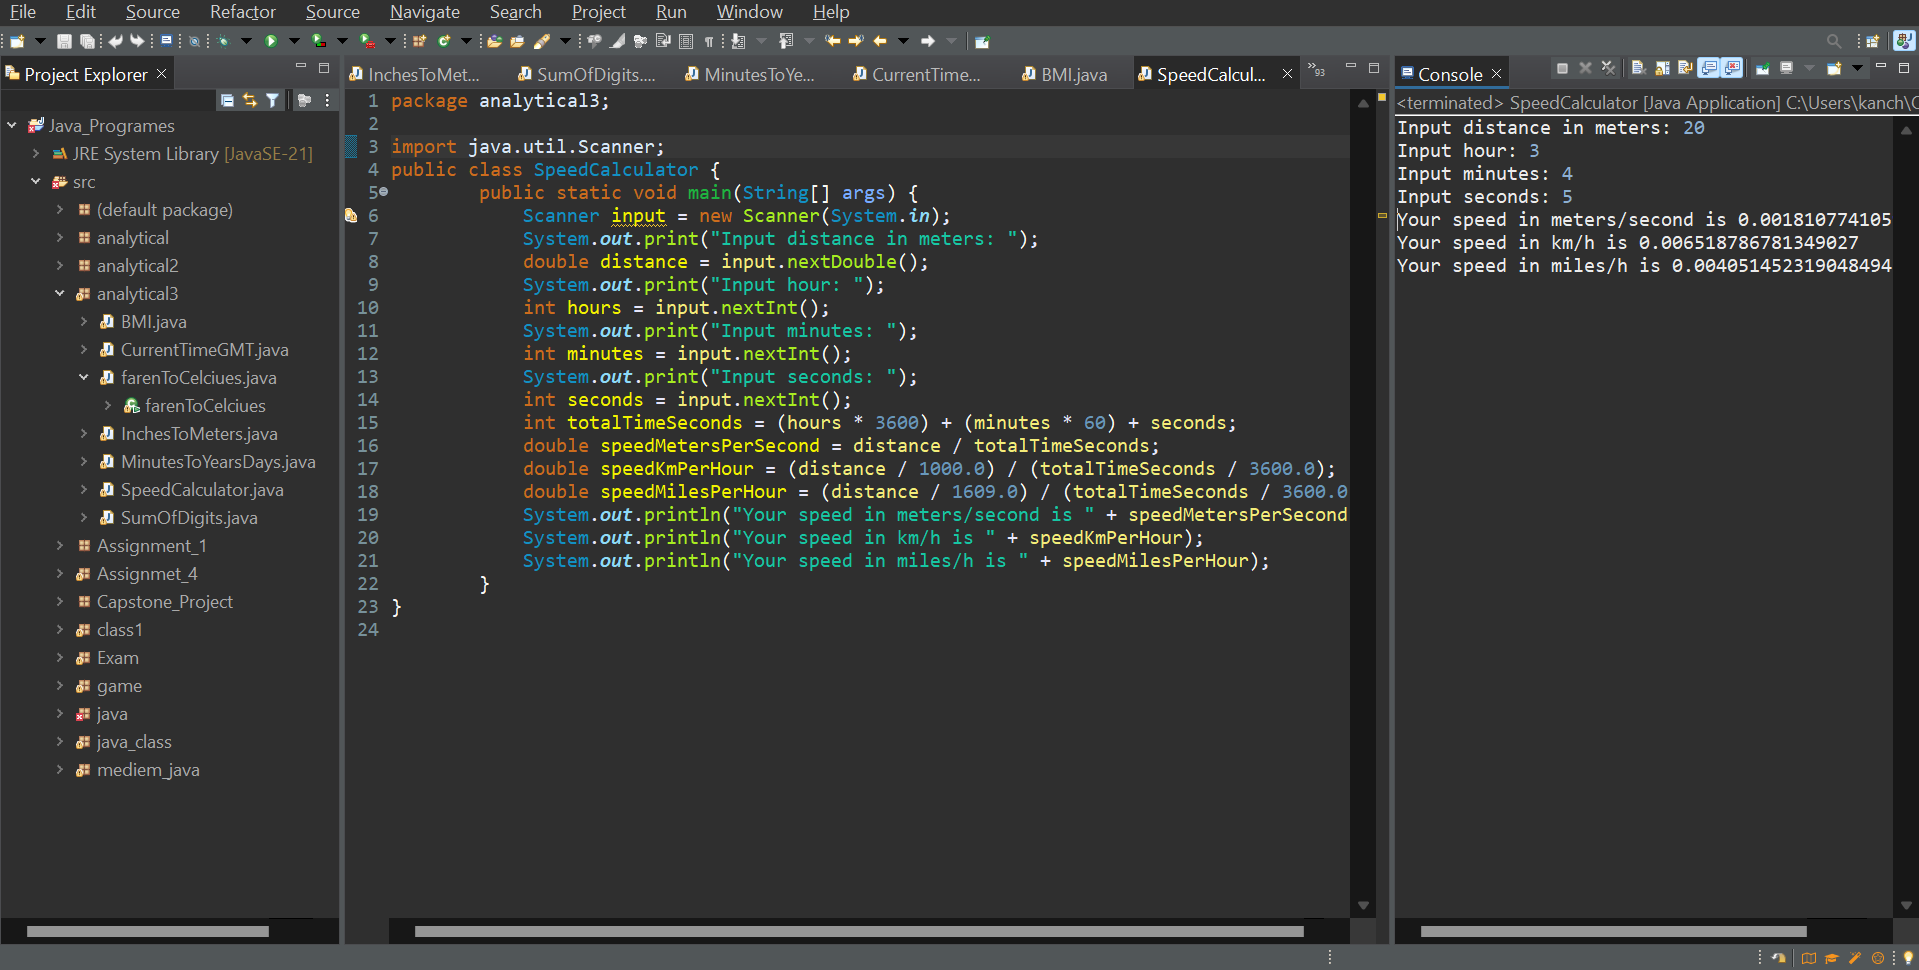 File Edit Source Refactor Source Navigate Search Project Run Window Help
Project Explorer
Java_Programes
JRE System Library [JavaSE-21]
src
(default package)
analytical
analytical2
analytical3
BMI.java
CurrentTimeGMT.java
farenToCelciues.java
farenToCelciues
InchesToMeters.java
MinutesToYearsDays.java
SpeedCalculator.java
SumOfDigits.java
Assignment_1
Assignmet_4
Capstone_Project
class1
Exam
game
java
java_class
mediem_java
InchesToMet... SumOfDigits.... MinutesToYe... CurrentTime... BMI.java SpeedCalcul... »93
1 package analytical3;
2
3 import java.util.Scanner;
4 public class SpeedCalculator {
5 public static void main(String[] args) {
6 Scanner input = new Scanner(System.in);
7 System.out.print("Input distance in meters: ");
8 double distance = input.nextDouble();
9 System.out.print("Input hour: ");
10 int hours = input.nextInt();
11 System.out.print("Input minutes: ");
12 int minutes = input.nextInt();
13 System.out.print("Input seconds: ");
14 int seconds = input.nextInt();
15 int totalTimeSeconds = (hours * 3600) + (minutes * 60) + seconds;
16 double speedMetersPerSecond = distance / totalTimeSeconds;
17 double speedKmPerHour = (distance / 1000.0) / (totalTimeSeconds / 3600.0);
18 double speedMilesPerHour = (distance / 1609.0) / (totalTimeSeconds / 3600.0
19 System.out.println("Your speed in meters/second is " + speedMetersPerSecond
20 System.out.println("Your speed in km/h is " + speedKmPerHour);
21 System.out.println("Your speed in miles/h is " + speedMilesPerHour);
22 }
23 }
24
Console
<terminated> SpeedCalculator [Java Application] C:\Users\kanch\
Input distance in meters: 20
Input hour: 3
Input minutes: 4
Input seconds: 5
Your speed in meters/second is 0.001810774105
Your speed in km/h is 0.006518786781349027
Your speed in miles/h is 0.004051452319048494